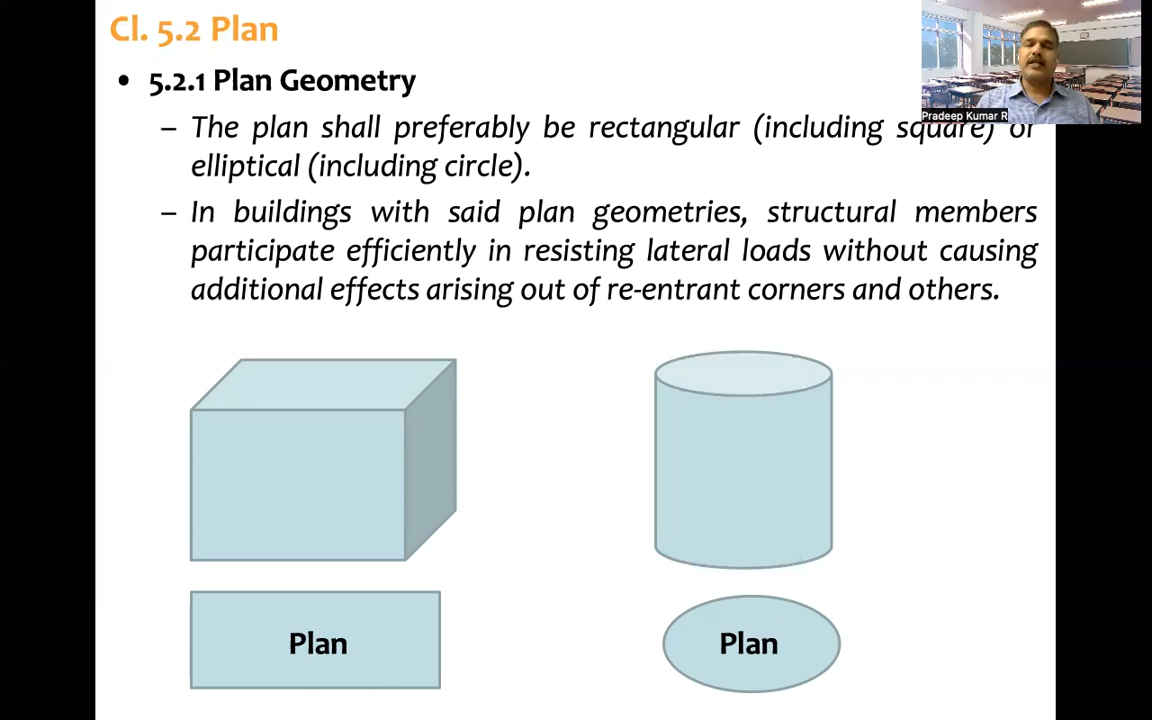 Cl. 5.2 Plan
• 5.2.1 Plan Geometry
– The plan shall preferably be rectangular (including square) or
elliptical (including circle).
– In buildings with said plan geometries, structural members
participate efficiently in resisting lateral loads without causing
additional effects arising out of re-entrant corners and others.
Plan
Plan
Pradeep Kumar R